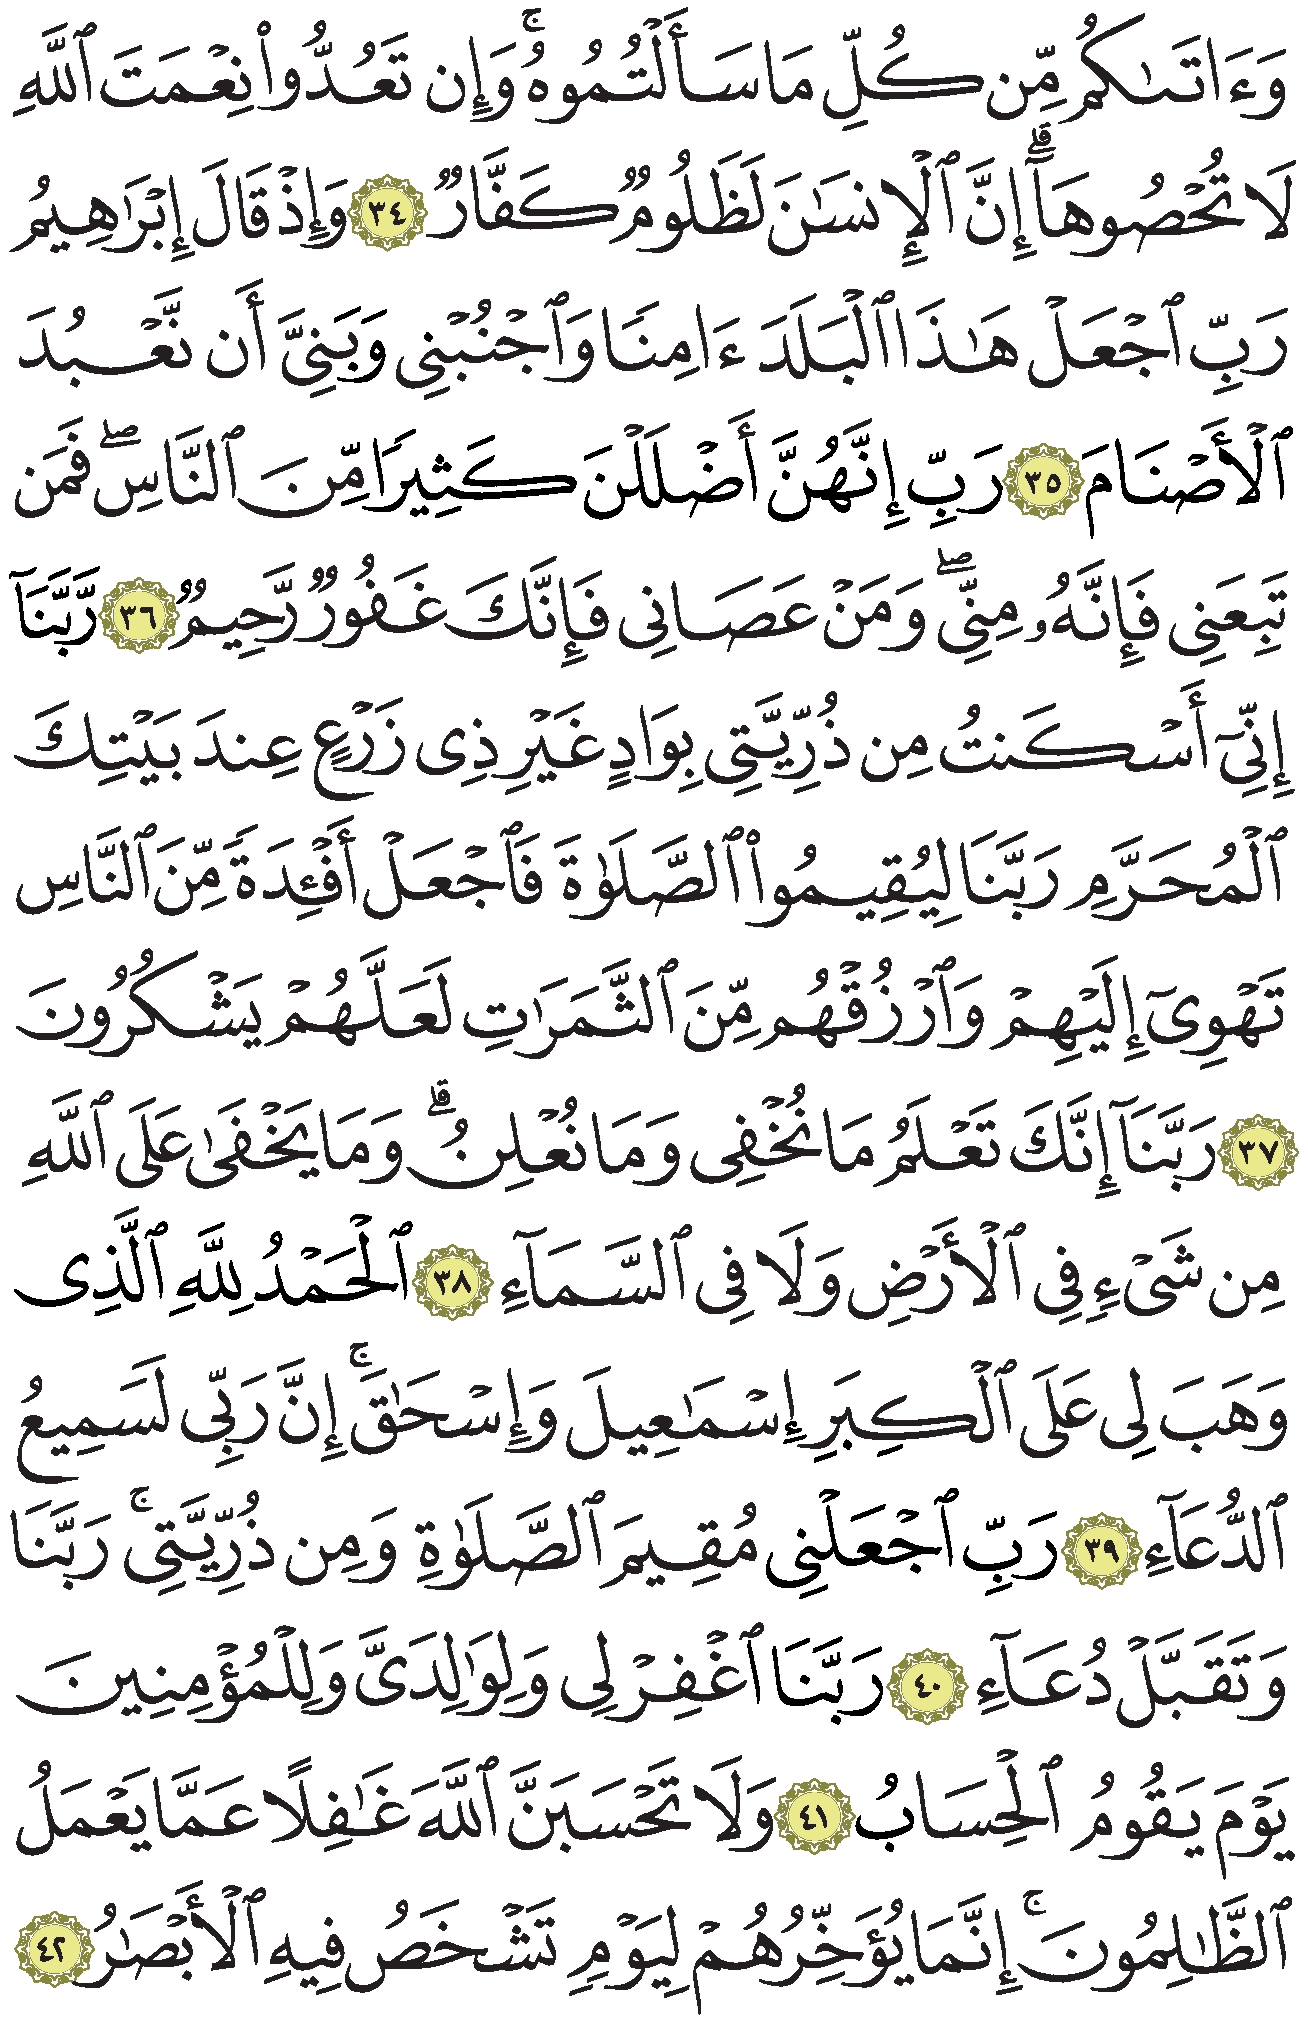 وَءَاتَىٰكُم مِّن كُلِّ مَا سَأَلْتُمُوهُ ۚ وَإِن تَعُدُّوا۟ نِعْمَتَ ٱللَّهِ
لَا تُحْصُوهَآ ۗ إِنَّ ٱلْإِنسَٰنَ لَظَلُومٌ كَفَّارٌ ٣٤ وَإِذْ قَالَ إِبْرَٰهِيمُ
رَبِّ ٱجْعَلْ هَٰذَا ٱلْبَلَدَ ءَامِنًا وَٱجْنُبْنِى وَبَنِىَّ أَن نَّعْبُدَ
ٱلْأَصْنَامَ ٣٥ رَبِّ إِنَّهُنَّ أَضْلَلْنَ كَثِيرًا مِّنَ ٱلنَّاسِ ۖ فَمَن
تَبِعَنِى فَإِنَّهُۥ مِنِّى ۖ وَمَنْ عَصَانِى فَإِنَّكَ غَفُورٌ رَّحِيمٌ ٣٦ رَّبَّنَآ
إِنِّىٓ أَسْكَنتُ مِن ذُرِّيَّتِى بِوَادٍ غَيْرِ ذِى زَرْعٍ عِندَ بَيْتِكَ
ٱلْمُحَرَّمِ رَبَّنَا لِيُقِيمُوا۟ ٱلصَّلَوٰةَ فَٱجْعَلْ أَفْـِٔدَةً مِّنَ ٱلنَّاسِ
تَهْوِىٓ إِلَيْهِمْ وَٱرْزُقْهُم مِّنَ ٱلثَّمَرَٰتِ لَعَلَّهُمْ يَشْكُرُونَ
٣٧ رَبَّنَآ إِنَّكَ تَعْلَمُ مَا نُخْفِى وَمَا نُعْلِنُ ۗ وَمَا يَخْفَىٰ عَلَى ٱللَّهِ
مِن شَىْءٍ فِى ٱلْأَرْضِ وَلَا فِى ٱلسَّمَآءِ ٣٨ ٱلْحَمْدُ لِلَّهِ ٱلَّذِى
وَهَبَ لِى عَلَى ٱلْكِبَرِ إِسْمَٰعِيلَ وَإِسْحَٰقَ ۚ إِنَّ رَبِّى لَسَمِيعُ
ٱلدُّعَآءِ ٣٩ رَبِّ ٱجْعَلْنِى مُقِيمَ ٱلصَّلَوٰةِ وَمِن ذُرِّيَّتِى ۚ رَبَّنَا
وَتَقَبَّلْ دُعَآءِ ٤٠ رَبَّنَا ٱغْفِرْ لِى وَلِوَٰلِدَىَّ وَلِلْمُؤْمِنِينَ
يَوْمَ يَقُومُ ٱلْحِسَابُ ٤١ وَلَا تَحْسَبَنَّ ٱللَّهَ غَٰفِلًا عَمَّا يَعْمَلُ
ٱلظَّٰلِمُونَ ۚ إِنَّمَا يُؤَخِّرُهُمْ لِيَوْمٍ تَشْخَصُ فِيهِ ٱلْأَبْصَٰرُ ٤٢